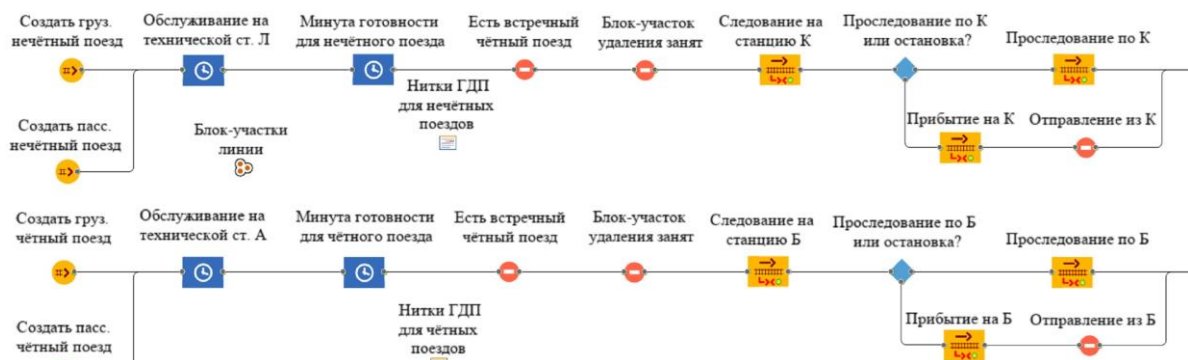 Создать груз.
нечётный поезд
Обслуживание на
технической ст. Л
Минута готовности
для нечётного поезда
Есть встречный
чётный поезд
Блок-участок
удаления занят
Следование на
станцию К
Проследование по К
или остановка?
Проследование по К
Нитки ГДП
для нечётных
поездов
Создать пасс.
нечётный поезд
Блок-участки
линии
Прибытие на К
Отправление из К
Создать груз.
чётный поезд
Обслуживание на
технической ст. А
Минута готовности
для чётного поезда
Есть встречный
чётный поезд
Блок-участок
удаления занят
Следование на
станцию Б
Проследование по Б
или остановка?
Проследование по Б
Нитки ГДП
для чётных
поездов
Создать пасс.
чётный поезд
Прибытие на Б
Отправление из Б